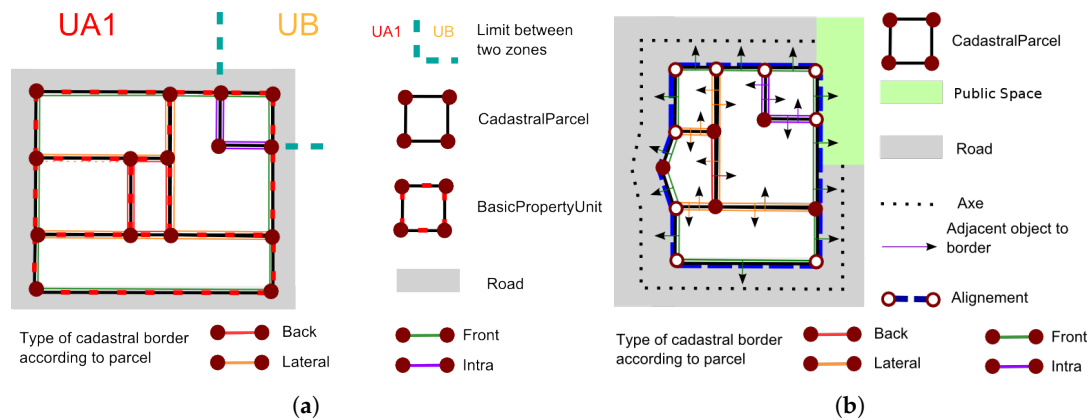 UA1
UB
UA1
UB
Limit between
two zones
CadastralParcel
BasicPropertyUnit
Road
Type of cadastral border
according to parcel
Back
Lateral
Front
Intra
(a)
CadastralParcel
Public Space
Road
Axe
Adjacent object to
border
Alignement
Type of cadastral border
according to parcel
Back
Lateral
Front
Intra
(b)